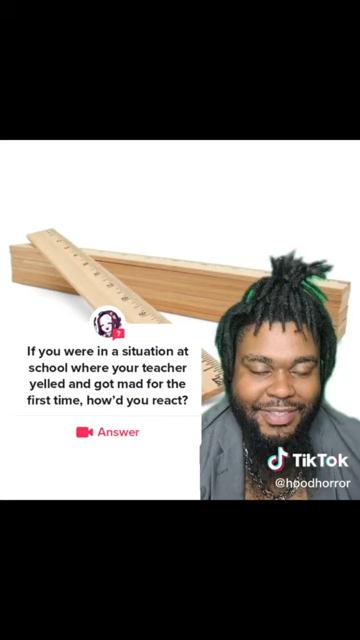 If you were in a situation at
school where your teacher
yelled and got mad for the
first time, how'd you react?
Answer
TikTok
@hoodhorror